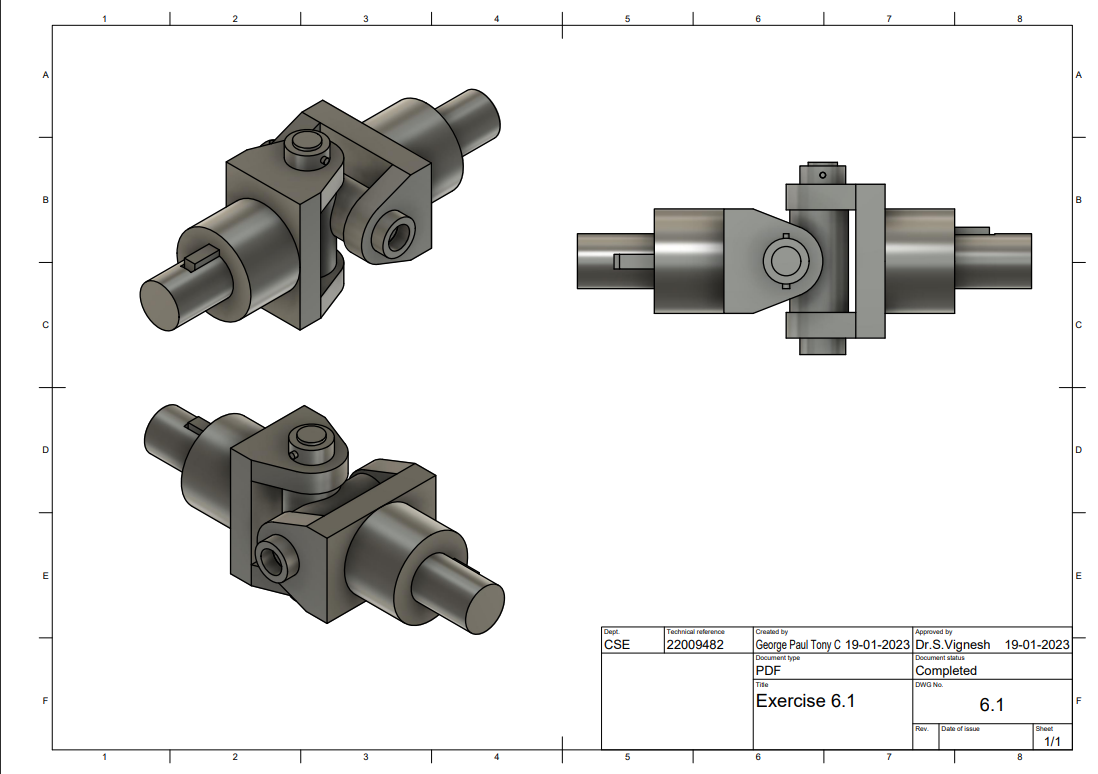 1 2 3 4 5 6 7 8
A A
B B
C C
D D
E E
F F
Dept. Technical reference Created by Approved by
CSE 22009482 George Paul Tony C 19-01-2023 Dr.S.Vignesh 19-01-2023
Document type Document status
PDF Completed
Title DWG No.
Exercise 6.1 6.1
Rev. Date of issue Sheet
1/1
1 2 3 4 5 6 7 8